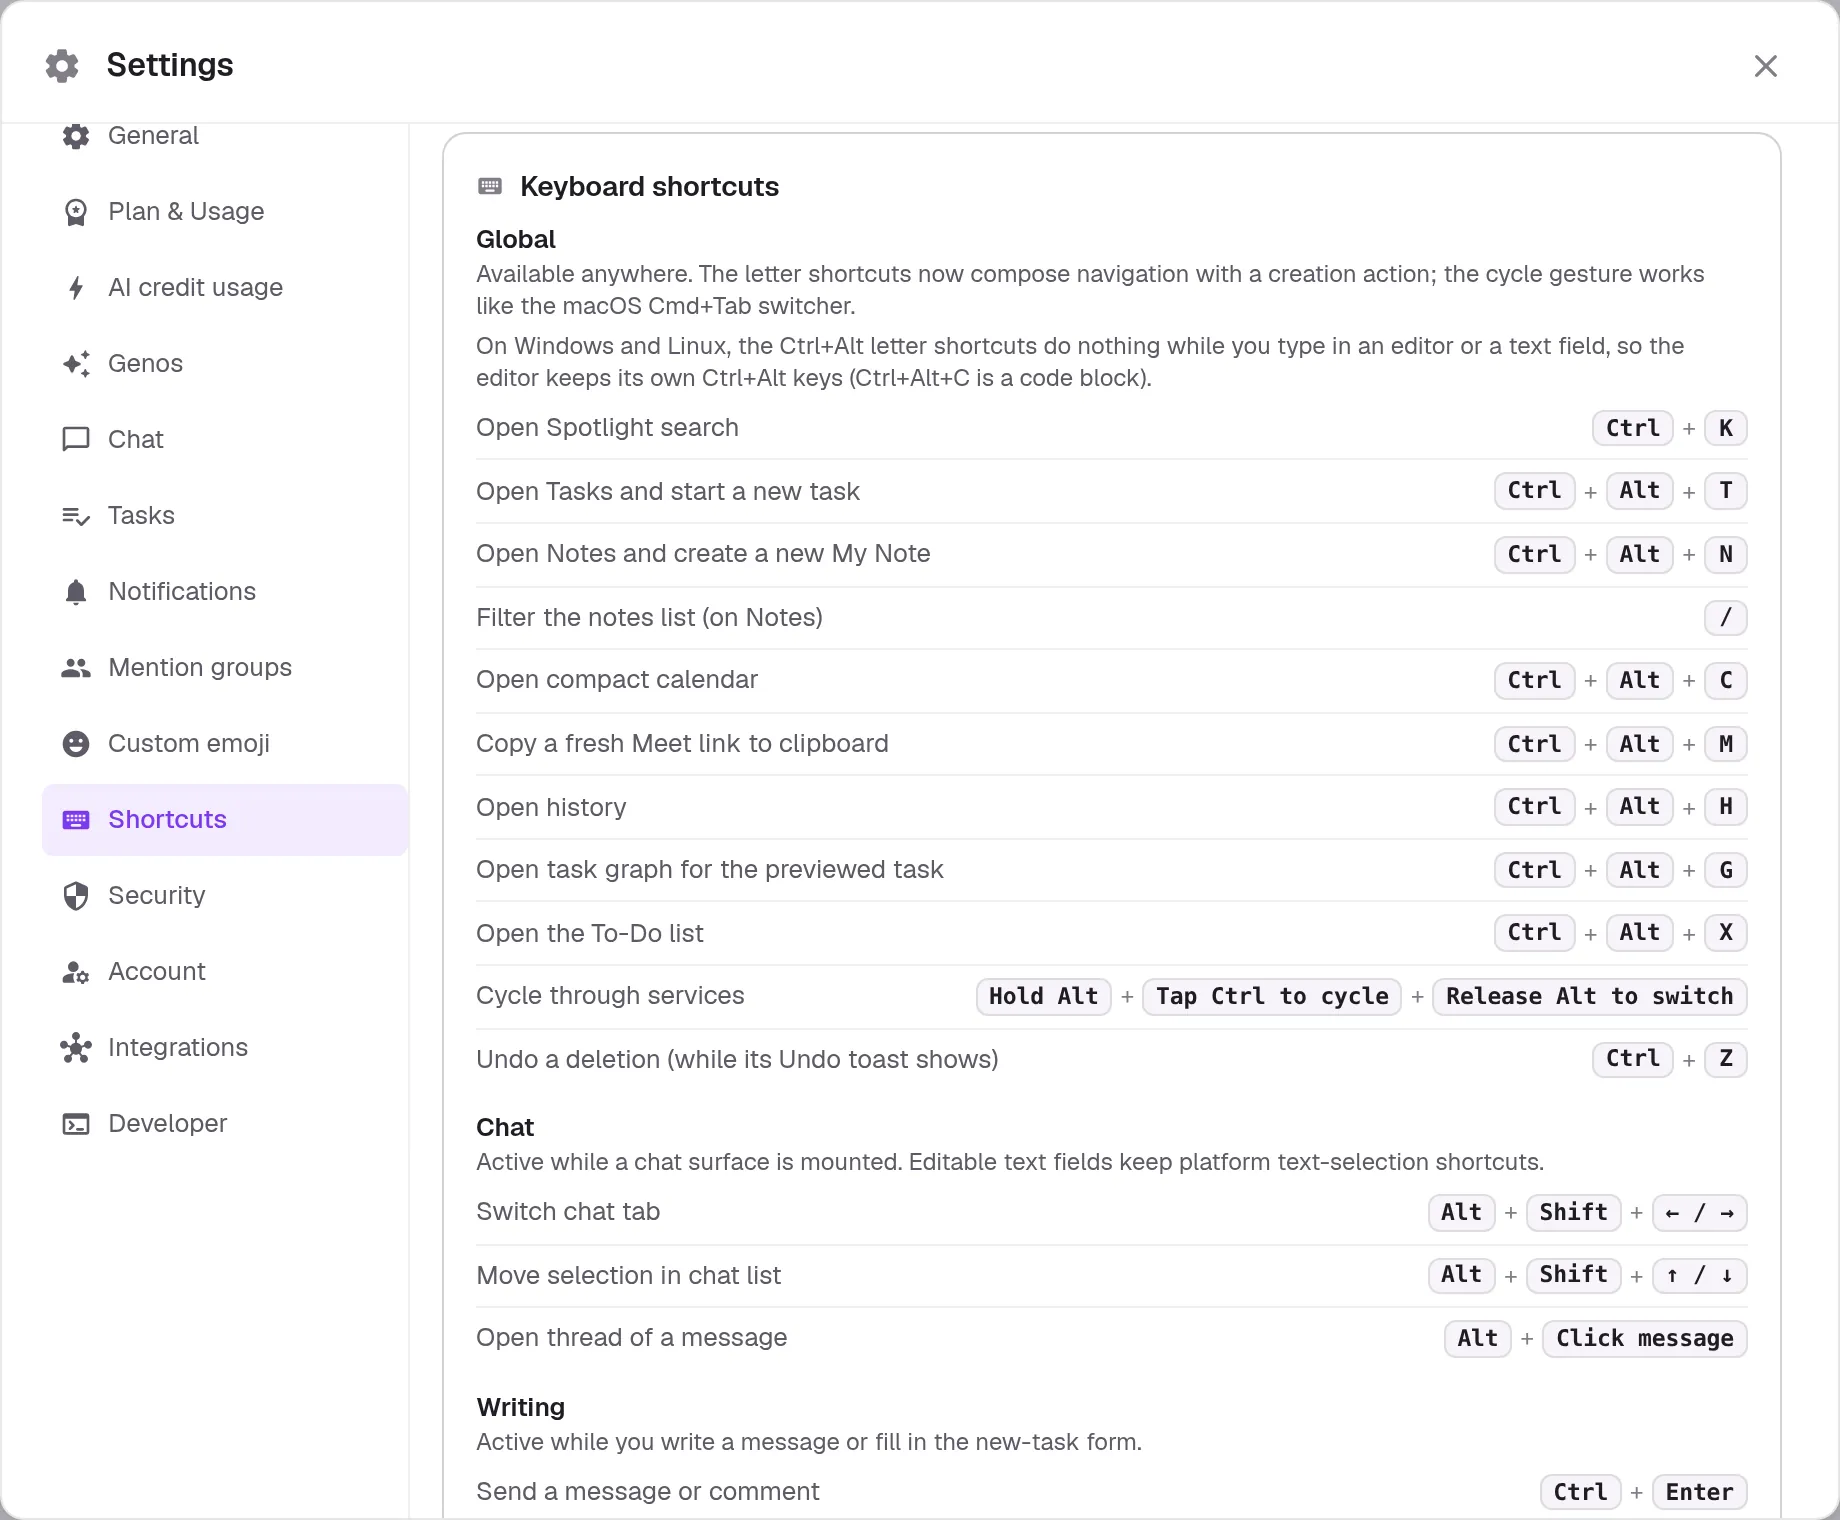 Settings
General
Plan & Usage
AI credit usage
Genos
Chat
Tasks
Notifications
Mention groups
Custom emoji
Shortcuts
Security
Account
Integrations
Developer
Keyboard shortcuts
Global
Available anywhere. The letter shortcuts now compose navigation with a creation action; the cycle gesture works
like the macOS Cmd+Tab switcher.
On Windows and Linux, the Ctrl+Alt letter shortcuts do nothing while you type in an editor or a text field, so the
editor keeps its own Ctrl+Alt keys (Ctrl+Alt+C is a code block).
Open Spotlight search Ctrl + K
Open Tasks and start a new task Ctrl + Alt + T
Open Notes and create a new My Note Ctrl + Alt + N
Filter the notes list (on Notes) /
Open compact calendar Ctrl + Alt + C
Copy a fresh Meet link to clipboard Ctrl + Alt + M
Open history Ctrl + Alt + H
Open task graph for the previewed task Ctrl + Alt + G
Open the To-Do list Ctrl + Alt + X
Cycle through services Hold Alt + Tap Ctrl to cycle + Release Alt to switch
Undo a deletion (while its Undo toast shows) Ctrl + Z
Chat
Active while a chat surface is mounted. Editable text fields keep platform text-selection shortcuts.
Switch chat tab Alt + Shift + ← / →
Move selection in chat list Alt + Shift + ↑ / ↓
Open thread of a message Alt + Click message
Writing
Active while you write a message or fill in the new-task form.
Send a message or comment Ctrl + Enter